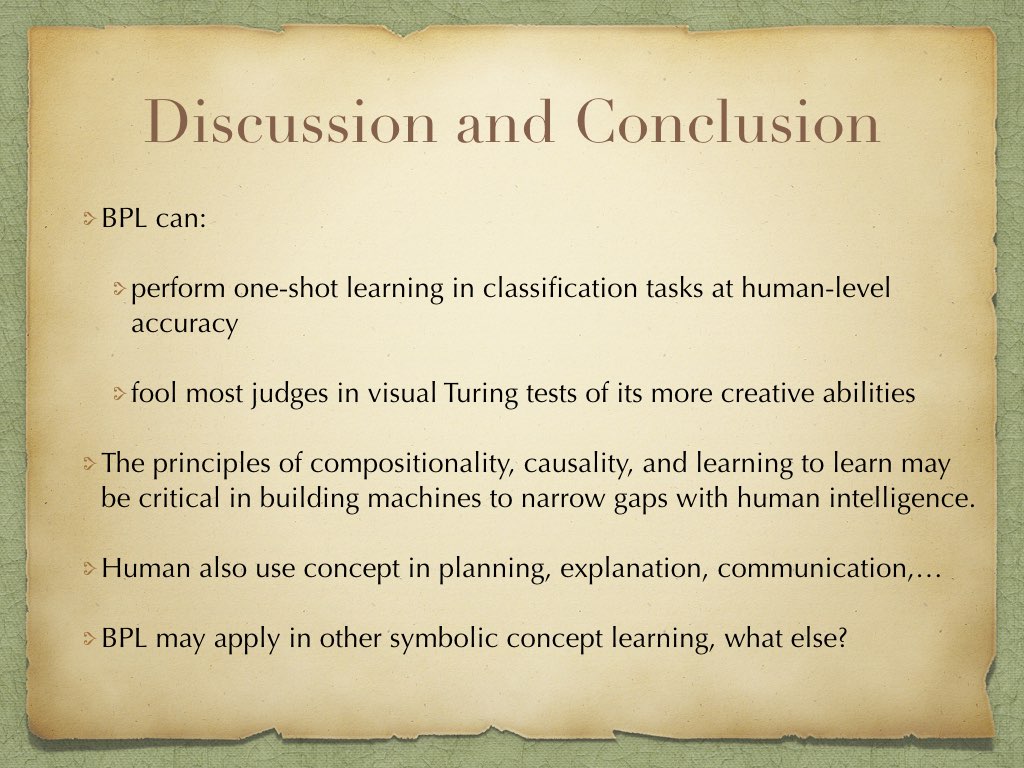 Discussion and Conclusion
BPL can:
perform one-shot learning in classification tasks at human-level
accuracy
fool most judges in visual Turing tests of its more creative abilities
The principles of compositionality, causality, and learning to learn may
be critical in building machines to narrow gaps with human intelligence.
Human also use concept in planning, explanation, communication,…
BPL may apply in other symbolic concept learning, what else?